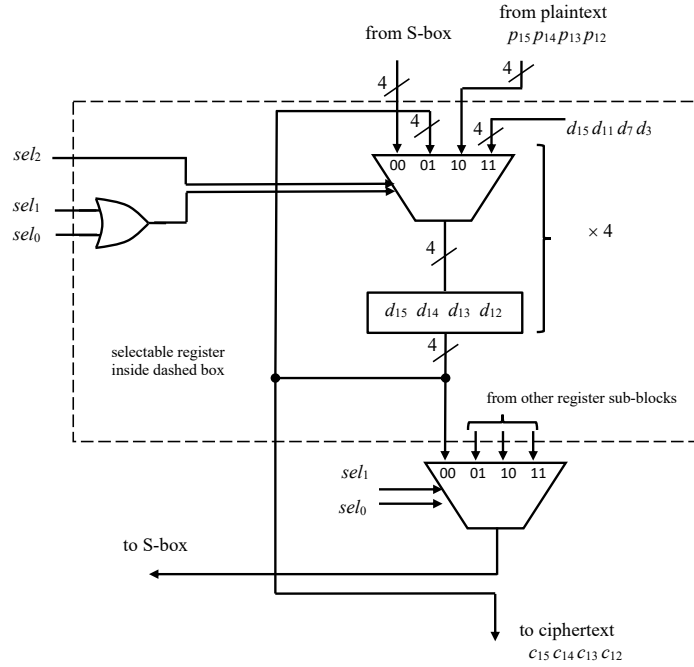 from plaintext
from S-box
p₁₅ p₁₄ p₁₃ p₁₂
4
4
4
4
d₁₅ d₁₁ d₇ d₃
sel₂
00 01 10 11
sel₁
sel₀
× 4
4
d₁₅ d₁₄ d₁₃ d₁₂
4
selectable register
inside dashed box
from other register sub-blocks
00 01 10 11
sel₁
sel₀
to S-box
to ciphertext
c₁₅ c₁₄ c₁₃ c₁₂